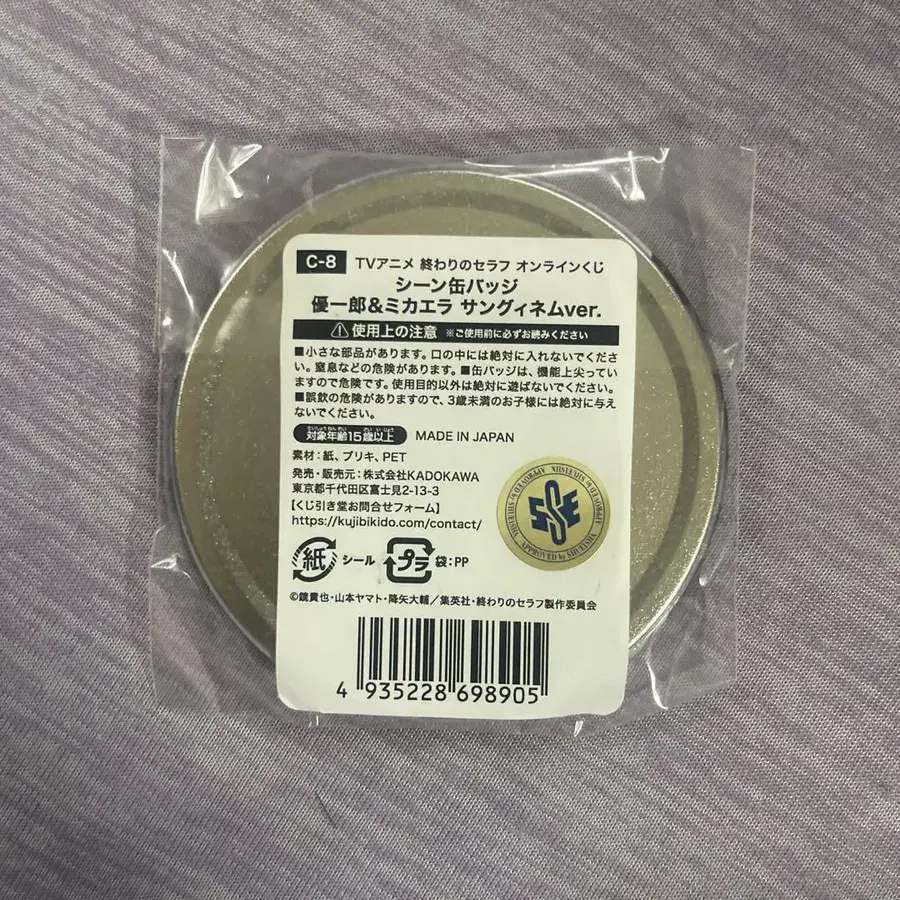 C-8 TVアニメ 終わりのセラフ オンラインくじ
シーン缶バッジ
優一郎&ミカエラ サングィネムver.
使用上の注意 ※ご使用前に必ずお読みください
■小さな部品があります。口の中には絶対に入れないでくださ
い。窒息などの危険があります。■缶バッジは、機能上尖ってい
ますので危険です。使用目的以外は絶対に遊ばないでください。
■誤飲の危険がありますので、3歳未満のお子様には絶対に与え
ないでください。
対象年齢15歳以上 MADE IN JAPAN
素材:紙、ブリキ、PET
発売・販売元:株式会社KADOKAWA
東京都千代田区富士見2-13-3
【くじ引き堂お問合せフォーム】
https://kujibikido.com/contact/
APPROVED by SHUEISHA
紙 シール プラ 袋:PP
©鏡貴也・山本ヤマト・降矢大輔/集英社・終わりのセラフ製作委員会
4 935228 698905